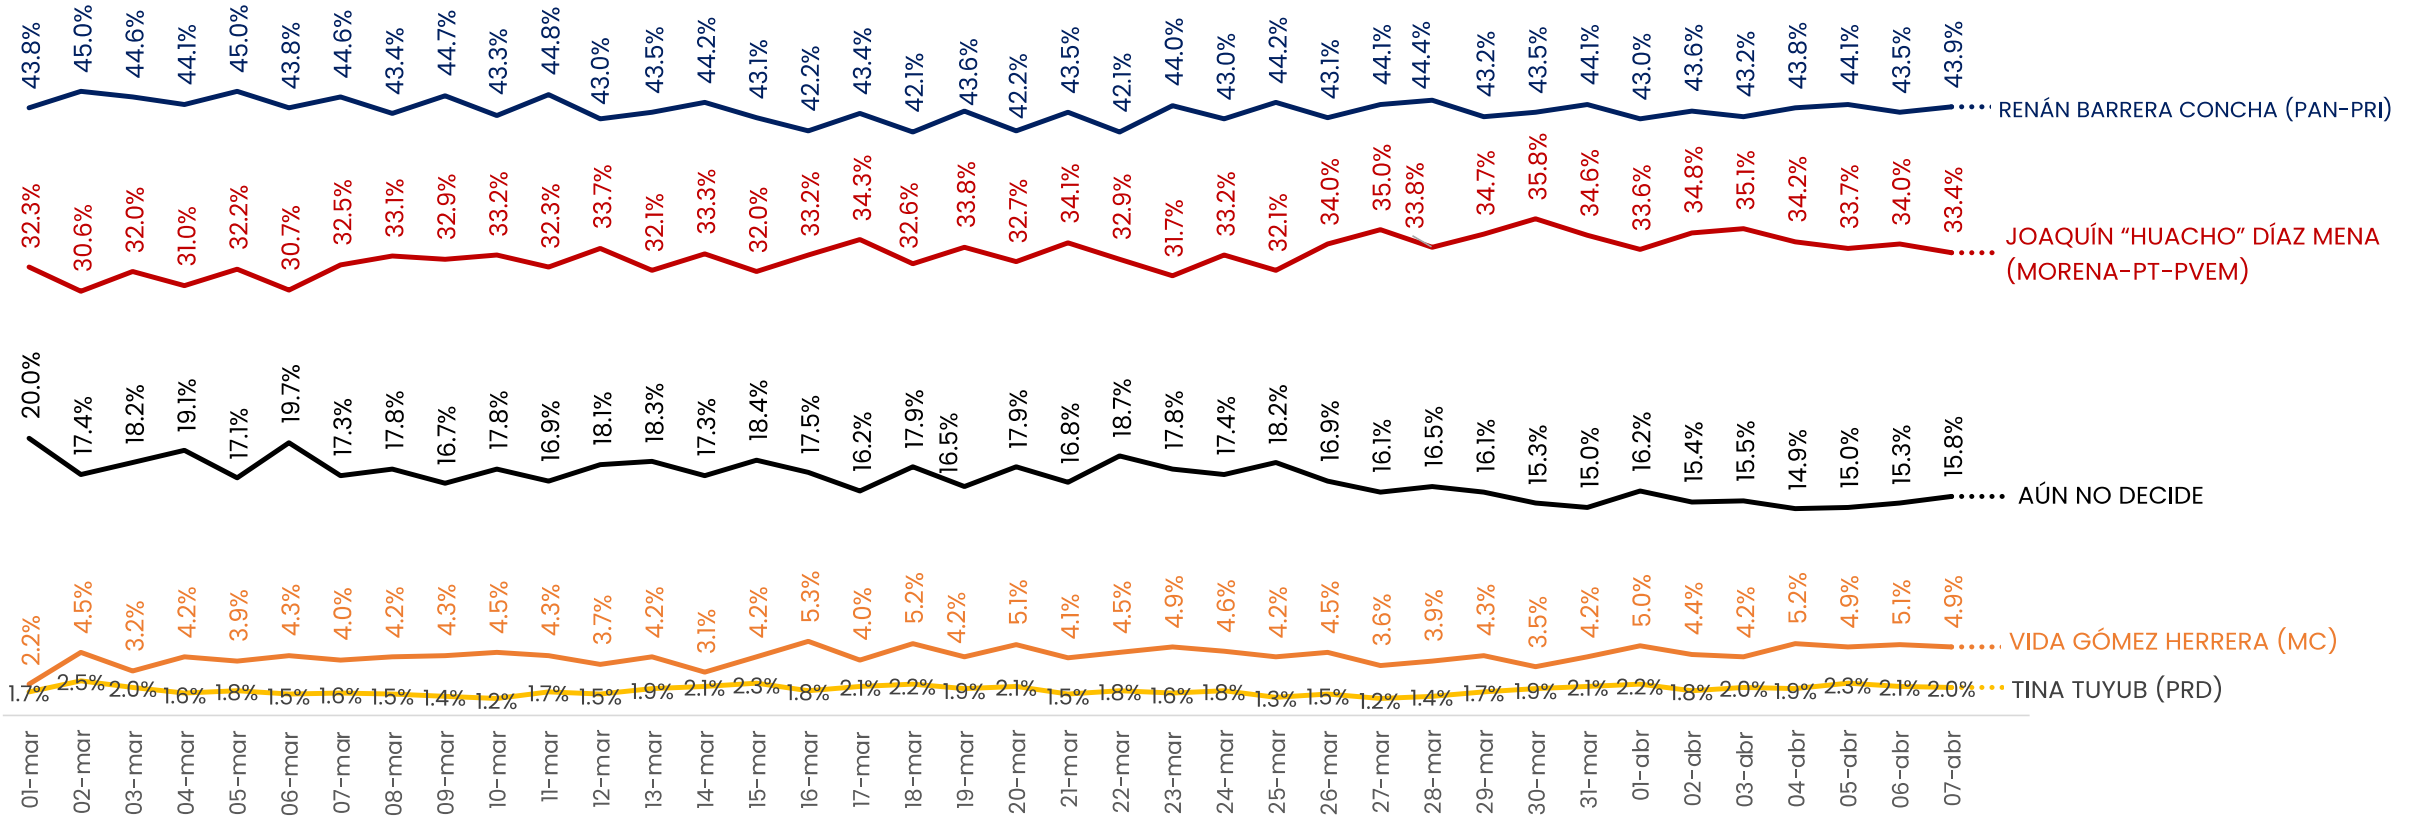 43.8% 45.0% 44.6% 44.1% 45.0% 43.8% 44.6% 43.4% 44.7% 43.3% 44.8% 43.0% 43.5% 44.2% 43.1% 42.2% 43.4% 42.1% 43.6% 42.2% 43.5% 42.1% 44.0% 43.0% 44.2% 43.1% 44.1% 44.4% 43.2% 43.5% 44.1% 43.0% 43.6% 43.2% 43.8% 44.1% 43.5% 43.9%
RENÁN BARRERA CONCHA (PAN-PRI)
32.3% 30.6% 32.0% 31.0% 32.2% 30.7% 32.5% 33.1% 32.9% 33.2% 32.3% 33.7% 32.1% 33.3% 32.0% 33.2% 34.3% 32.6% 33.8% 32.7% 34.1% 32.9% 31.7% 33.2% 32.1% 34.0% 35.0% 33.8% 34.7% 35.8% 34.6% 33.6% 34.8% 35.1% 34.2% 33.7% 34.0% 33.4%
JOAQUÍN “HUACHO” DÍAZ MENA
(MORENA-PT-PVEM)
20.0% 17.4% 18.2% 19.1% 17.1% 19.7% 17.3% 17.8% 16.7% 17.8% 16.9% 18.1% 18.3% 17.3% 18.4% 17.5% 16.2% 17.9% 16.5% 17.9% 16.8% 18.7% 17.8% 17.4% 18.2% 16.9% 16.1% 16.5% 16.1% 15.3% 15.0% 16.2% 15.4% 15.5% 14.9% 15.0% 15.3% 15.8%
AÚN NO DECIDE
2.2% 4.5% 3.2% 4.2% 3.9% 4.3% 4.0% 4.2% 4.3% 4.5% 4.3% 3.7% 4.2% 3.1% 4.2% 5.3% 4.0% 5.2% 4.2% 5.1% 4.1% 4.5% 4.9% 4.6% 4.2% 4.5% 3.6% 3.9% 4.3% 3.5% 4.2% 5.0% 4.4% 4.2% 5.2% 4.9% 5.1% 4.9%
VIDA GÓMEZ HERRERA (MC)
1.7% 2.5% 2.0% 1.6% 1.8% 1.5% 1.6% 1.5% 1.4% 1.2% 1.7% 1.5% 1.9% 2.1% 2.3% 1.8% 2.1% 2.2% 1.9% 2.1% 1.5% 1.8% 1.6% 1.8% 1.3% 1.5% 1.2% 1.4% 1.7% 1.9% 2.1% 2.2% 1.8% 2.0% 1.9% 2.3% 2.1% 2.0%
TINA TUYUB (PRD)
01-mar 02-mar 03-mar 04-mar 05-mar 06-mar 07-mar 08-mar 09-mar 10-mar 11-mar 12-mar 13-mar 14-mar 15-mar 16-mar 17-mar 18-mar 19-mar 20-mar 21-mar 22-mar 23-mar 24-mar 25-mar 26-mar 27-mar 28-mar 29-mar 30-mar 31-mar 01-abr 02-abr 03-abr 04-abr 05-abr 06-abr 07-abr